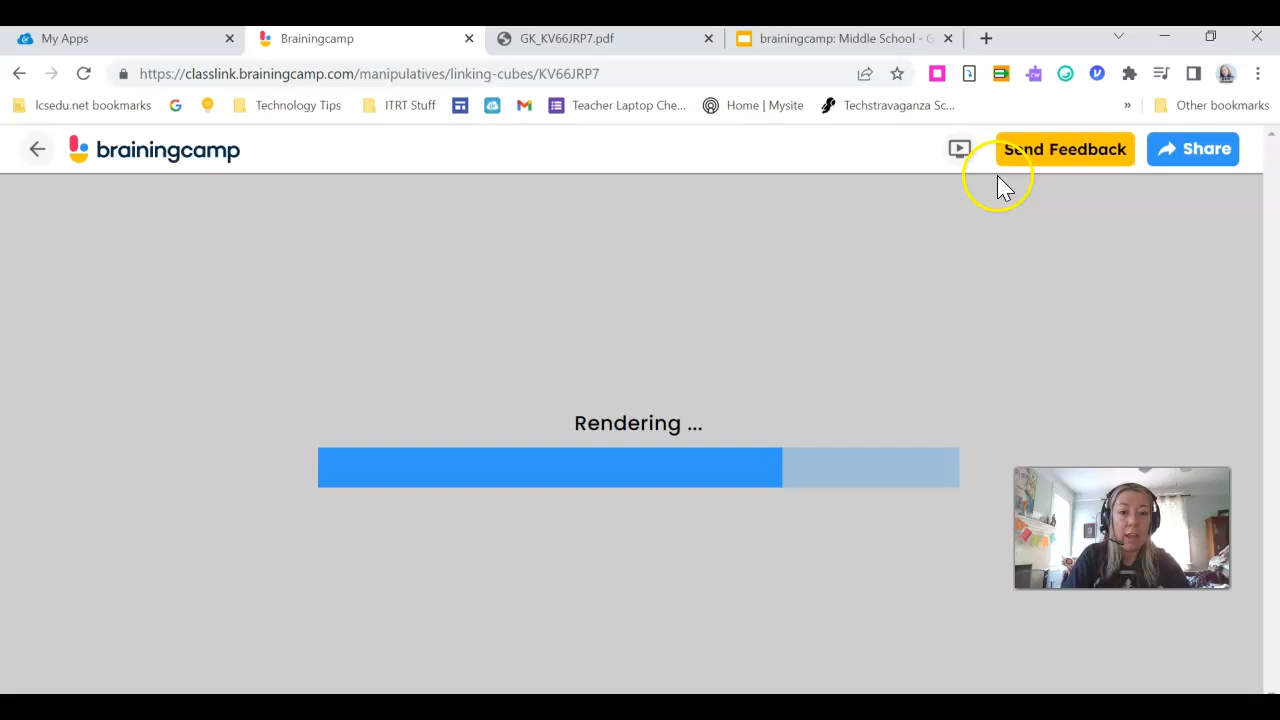 My Apps
Brainingcamp
GK_KV66JRP7.pdf
brainingcamp: Middle School - G
https://classlink.brainingcamp.com/manipulatives/linking-cubes/KV66JRP7
lcsedu.net bookmarks
Technology Tips
ITRT Stuff
Teacher Laptop Che...
Home | Mysite
Techstravaganza Sc...
»
Other bookmarks
brainingcamp
Send Feedback
Share
Rendering ...